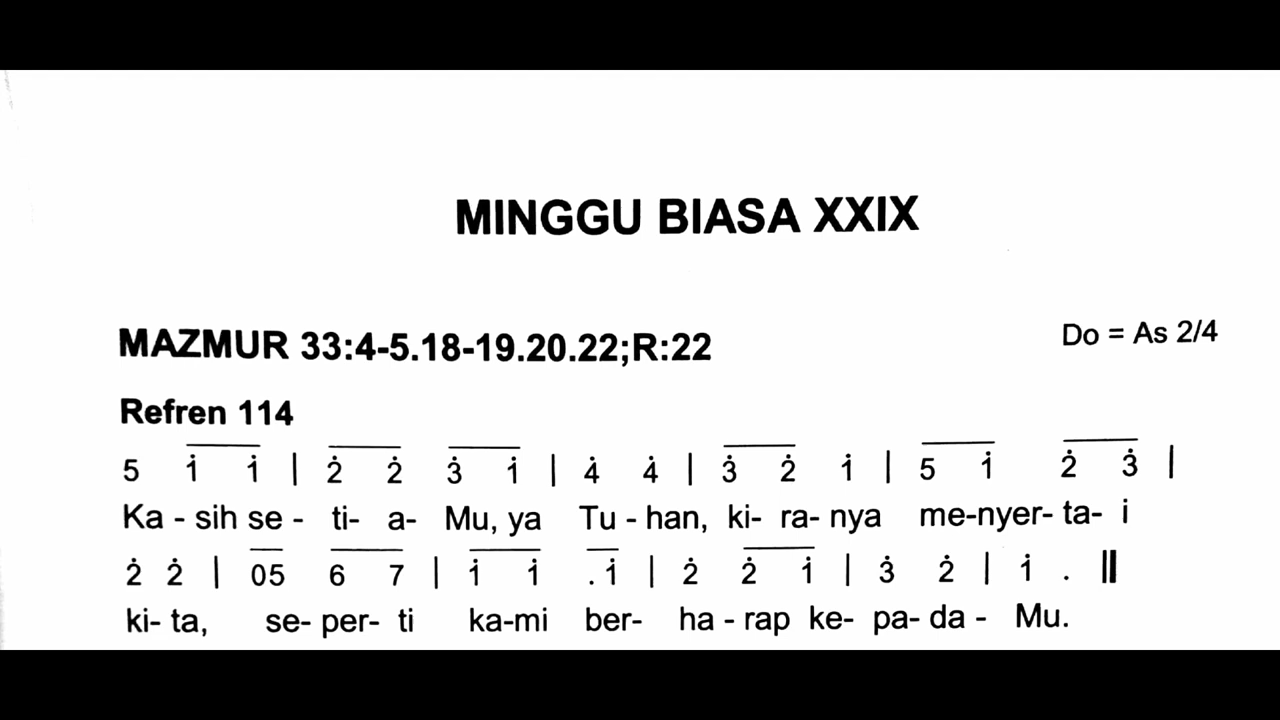 MINGGU BIASA XXIX
MAZMUR 33:4-5.18-19.20.22;R:22
Do = As 2/4
Refren 114
5 1̇ 1̇ | 2̇ 2̇ 3̇ 1̇ | 4̇ 4̇ | 3̇ 2̇ 1̇ | 5 1̇ 2̇ 3̇ |
Ka - sih se - ti- a- Mu, ya Tu - han, ki- ra- nya me-nyer- ta- i
2̇ 2̇ | 05 6 7 | 1̇ 1̇ . 1̇ | 2̇ 2̇ 1̇ | 3̇ 2̇ | 1̇ . ||
ki- ta, se- per- ti ka-mi ber- ha - rap ke- pa- da - Mu.